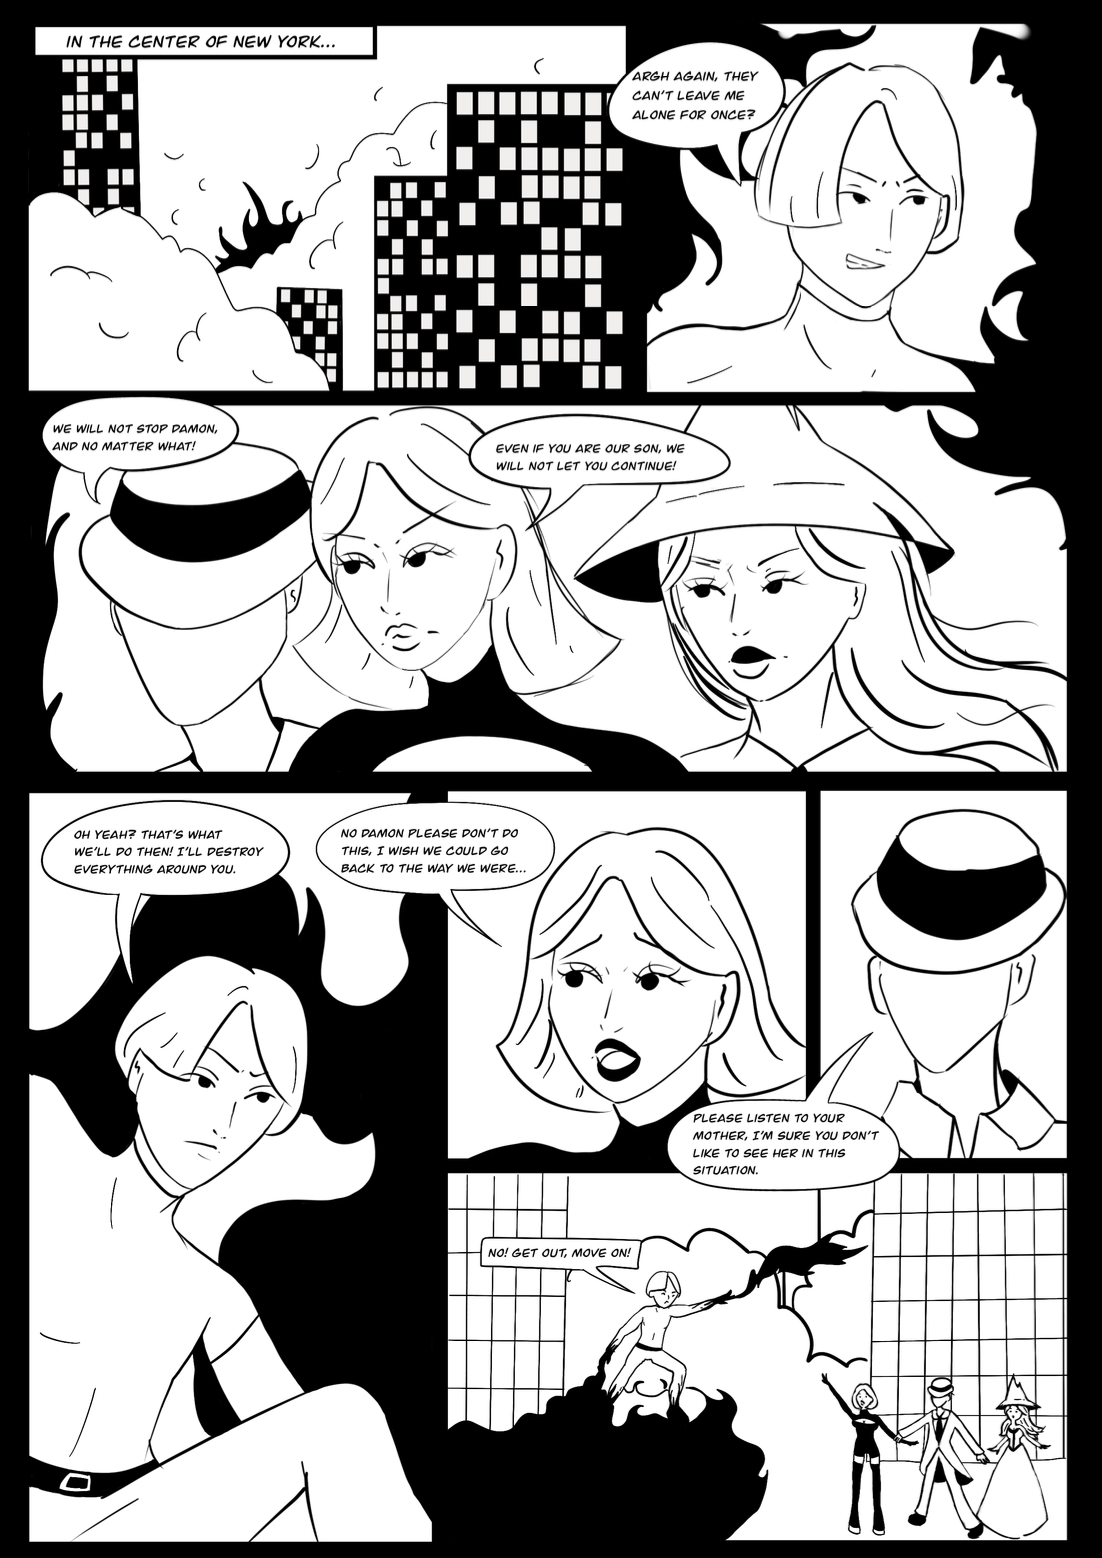 IN THE CENTER OF NEW YORK...
ARGH AGAIN, THEY
CAN'T LEAVE ME
ALONE FOR ONCE?
WE WILL NOT STOP DAMON,
AND NO MATTER WHAT!
EVEN IF YOU ARE OUR SON, WE
WILL NOT LET YOU CONTINUE!
OH YEAH? THAT'S WHAT
WE'LL DO THEN! I'LL DESTROY
EVERYTHING AROUND YOU.
NO DAMON PLEASE DON'T DO
THIS, I WISH WE COULD GO
BACK TO THE WAY WE WERE...
PLEASE LISTEN TO YOUR
MOTHER, I'M SURE YOU DON'T
LIKE TO SEE HER IN THIS
SITUATION.
NO! GET OUT, MOVE ON!